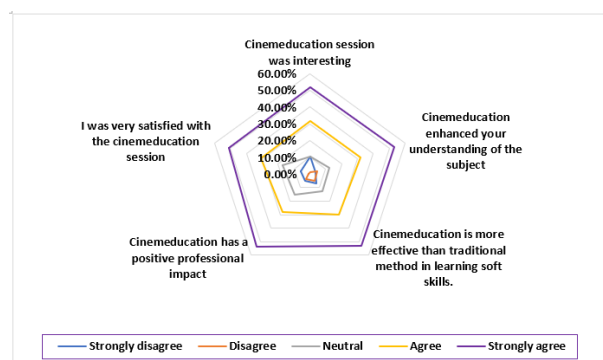 Cinemeducation session
was interesting
60.00%
50.00%
40.00%
30.00%
20.00%
10.00%
0.00%
Cinemeducation
enhanced your
understanding of the
subject
Cinemeducation is more
effective than traditional
method in learning soft
skills.
Cinemeducation has a
positive professional
impact
I was very satisfied with
the cinemeducation
session
Strongly disagree
Disagree
Neutral
Agree
Strongly agree